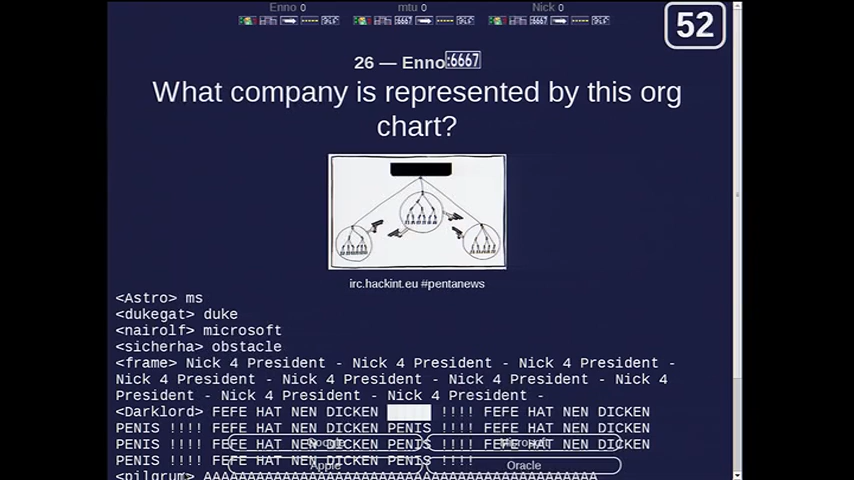 Enno 0 mtu 0 Nick 0
52
26 — Enno:6667
What company is represented by this org
chart?
irc.hackint.eu #pentanews
<Astro> ms
<dukegat> duke
<nairolf> microsoft
<sicherha> obstacle
<frame> Nick 4 President - Nick 4 President - Nick 4 President -
Nick 4 President - Nick 4 President - Nick 4 President - Nick 4
President - Nick 4 President - Nick 4 President -
<Darklord> FEFE HAT NEN DICKEN !!!! FEFE HAT NEN DICKEN
PENIS !!!! FEFE HAT NEN DICKEN PENIS !!!! FEFE HAT NEN DICKEN
PENIS !!!! FEFE HAT NEN DICKEN PENIS !!!! FEFE HAT NEN DICKEN
PENIS !!!! FEFE HAT NEN DICKEN PENIS !!!!
Google Microsoft
Apple Oracle